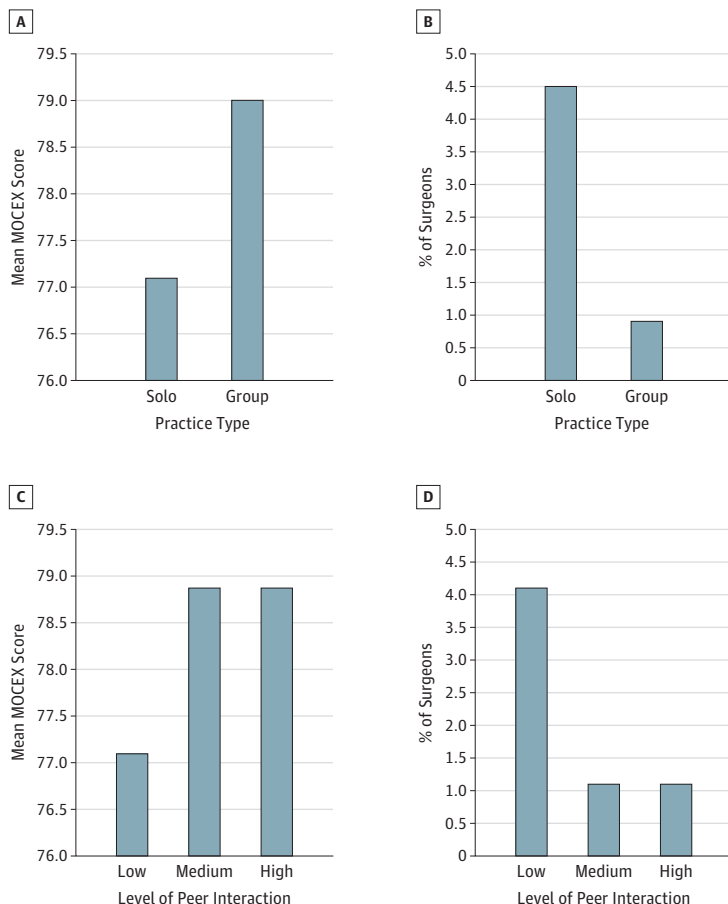 A
79.5
79.0
78.5
78.0
77.5
77.0
76.5
76.0
Mean MOCEX Score
Solo Group
Practice Type
B
5.0
4.5
4.0
3.5
3.0
2.5
2.0
1.5
1.0
0.5
0
% of Surgeons
Solo Group
Practice Type
C
79.5
79.0
78.5
78.0
77.5
77.0
76.5
76.0
Mean MOCEX Score
Low Medium High
Level of Peer Interaction
D
5.0
4.5
4.0
3.5
3.0
2.5
2.0
1.5
1.0
0.5
0
% of Surgeons
Low Medium High
Level of Peer Interaction